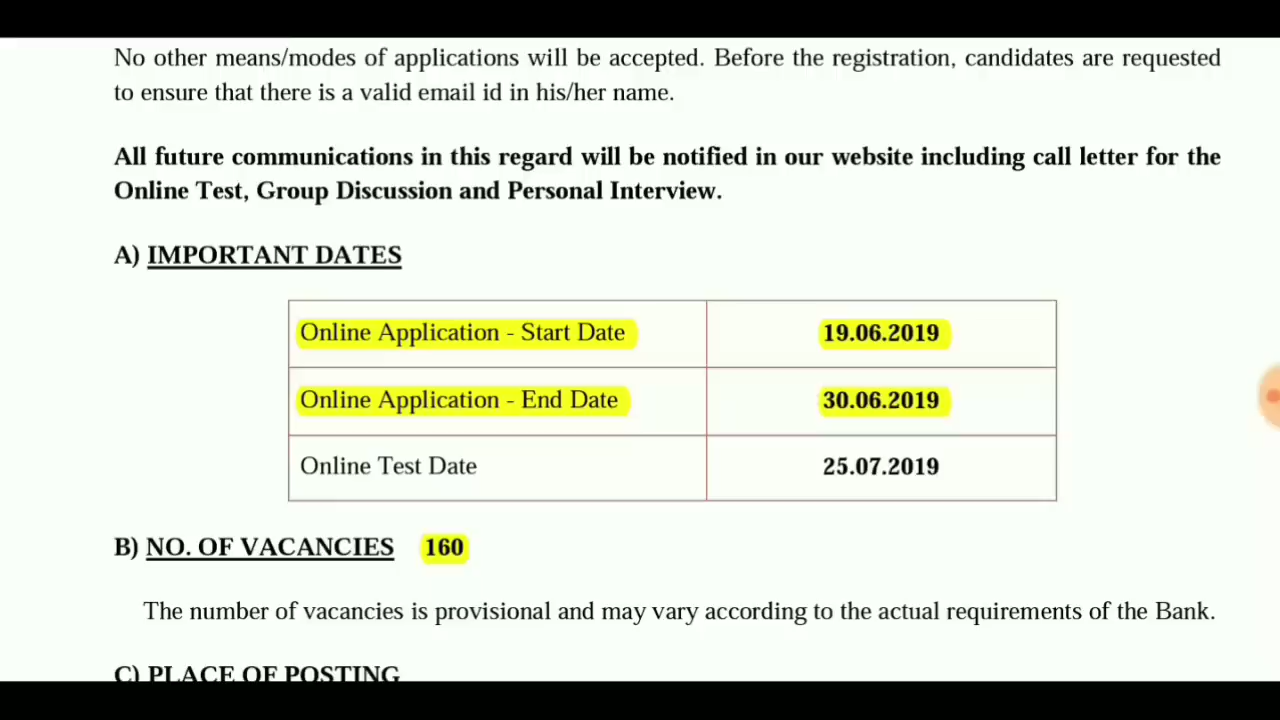 No other means/modes of applications will be accepted. Before the registration, candidates are requested
to ensure that there is a valid email id in his/her name.
All future communications in this regard will be notified in our website including call letter for the
Online Test, Group Discussion and Personal Interview.
A) IMPORTANT DATES
Online Application - Start Date 19.06.2019
Online Application - End Date 30.06.2019
Online Test Date 25.07.2019
B) NO. OF VACANCIES 160
The number of vacancies is provisional and may vary according to the actual requirements of the Bank.
C) PLACE OF POSTING